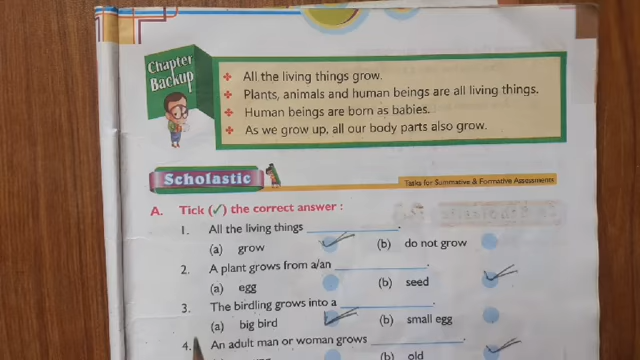 Chapter
Backup
All the living things grow.
Plants, animals and human beings are all living things.
Human beings are born as babies.
As we grow up, all our body parts also grow.
Scholastic
Tasks for Summative & Formative Assessments
A. Tick (✓) the correct answer :
1. All the living things ____________.
(a) grow (b) do not grow
2. A plant grows from a/an ____________.
(a) egg (b) seed
3. The birdling grows into a ____________.
(a) big bird (b) small egg
4. An adult man or woman grows ____________.
(b) old